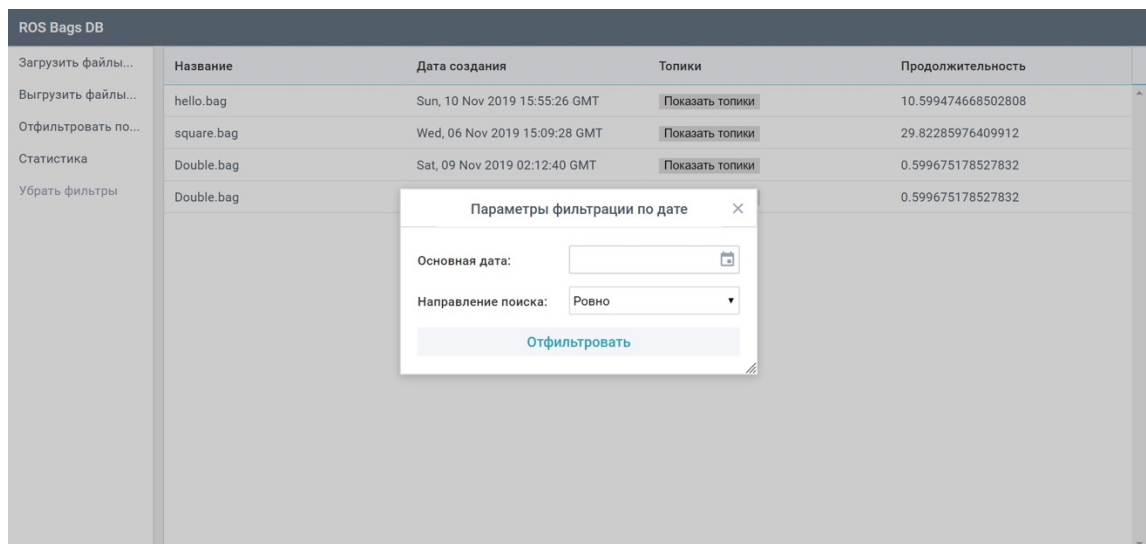 ROS Bags DB
Загрузить файлы...
Выгрузить файлы...
Отфильтровать по...
Статистика
Убрать фильтры
Название Дата создания Топики Продолжительность
hello.bag Sun, 10 Nov 2019 15:55:26 GMT Показать топики 10.599474668502808
square.bag Wed, 06 Nov 2019 15:09:28 GMT Показать топики 29.82285976409912
Double.bag Sat, 09 Nov 2019 02:12:40 GMT Показать топики 0.599675178527832
Double.bag 0.599675178527832
Параметры фильтрации по дате
Основная дата:
Направление поиска: Ровно
Отфильтровать